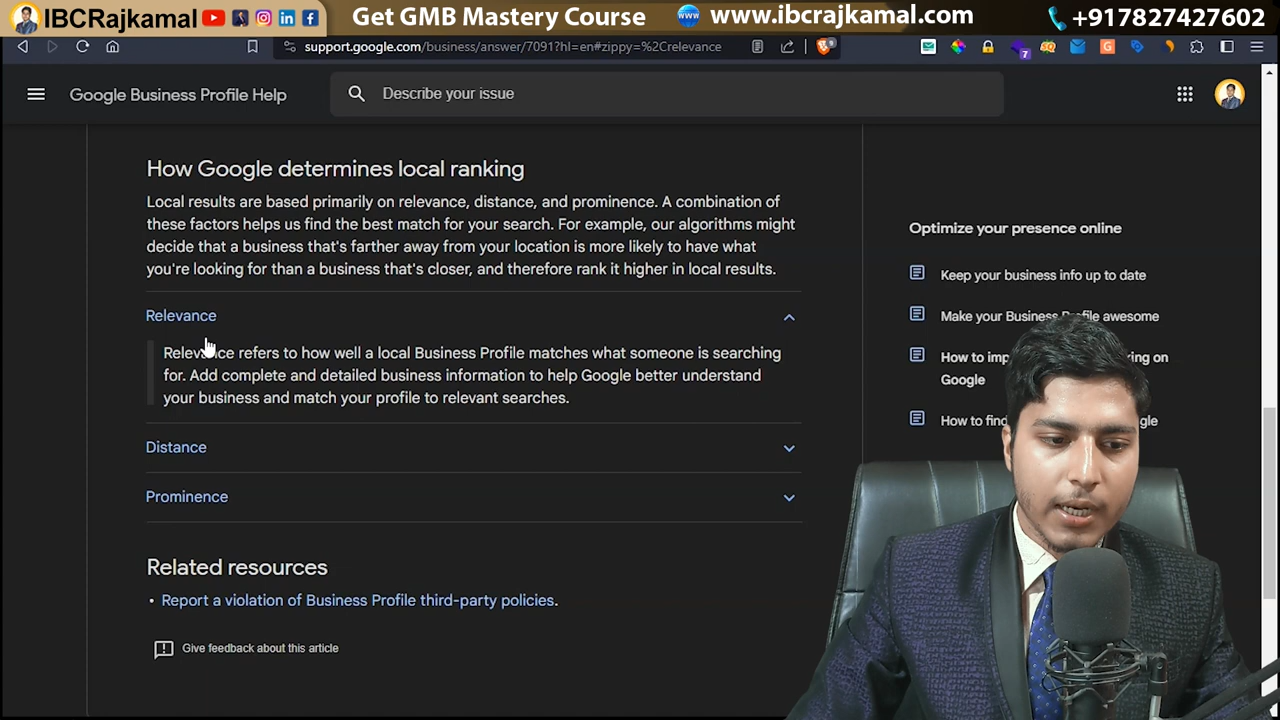 IBCRajkamal
Get GMB Mastery Course
www.ibcrajkamal.com
+917827427602
support.google.com/business/answer/7091?hl=en#zippy=%2Crelevance
Google Business Profile Help
Describe your issue
How Google determines local ranking
Local results are based primarily on relevance, distance, and prominence. A combination of
these factors helps us find the best match for your search. For example, our algorithms might
decide that a business that's farther away from your location is more likely to have what
you're looking for than a business that's closer, and therefore rank it higher in local results.
Relevance
Relevance refers to how well a local Business Profile matches what someone is searching
for. Add complete and detailed business information to help Google better understand
your business and match your profile to relevant searches.
Distance
Prominence
Related resources
• Report a violation of Business Profile third-party policies.
Give feedback about this article
Optimize your presence online
Keep your business info up to date
Make your Business Profile awesome
How to on
Google
How to